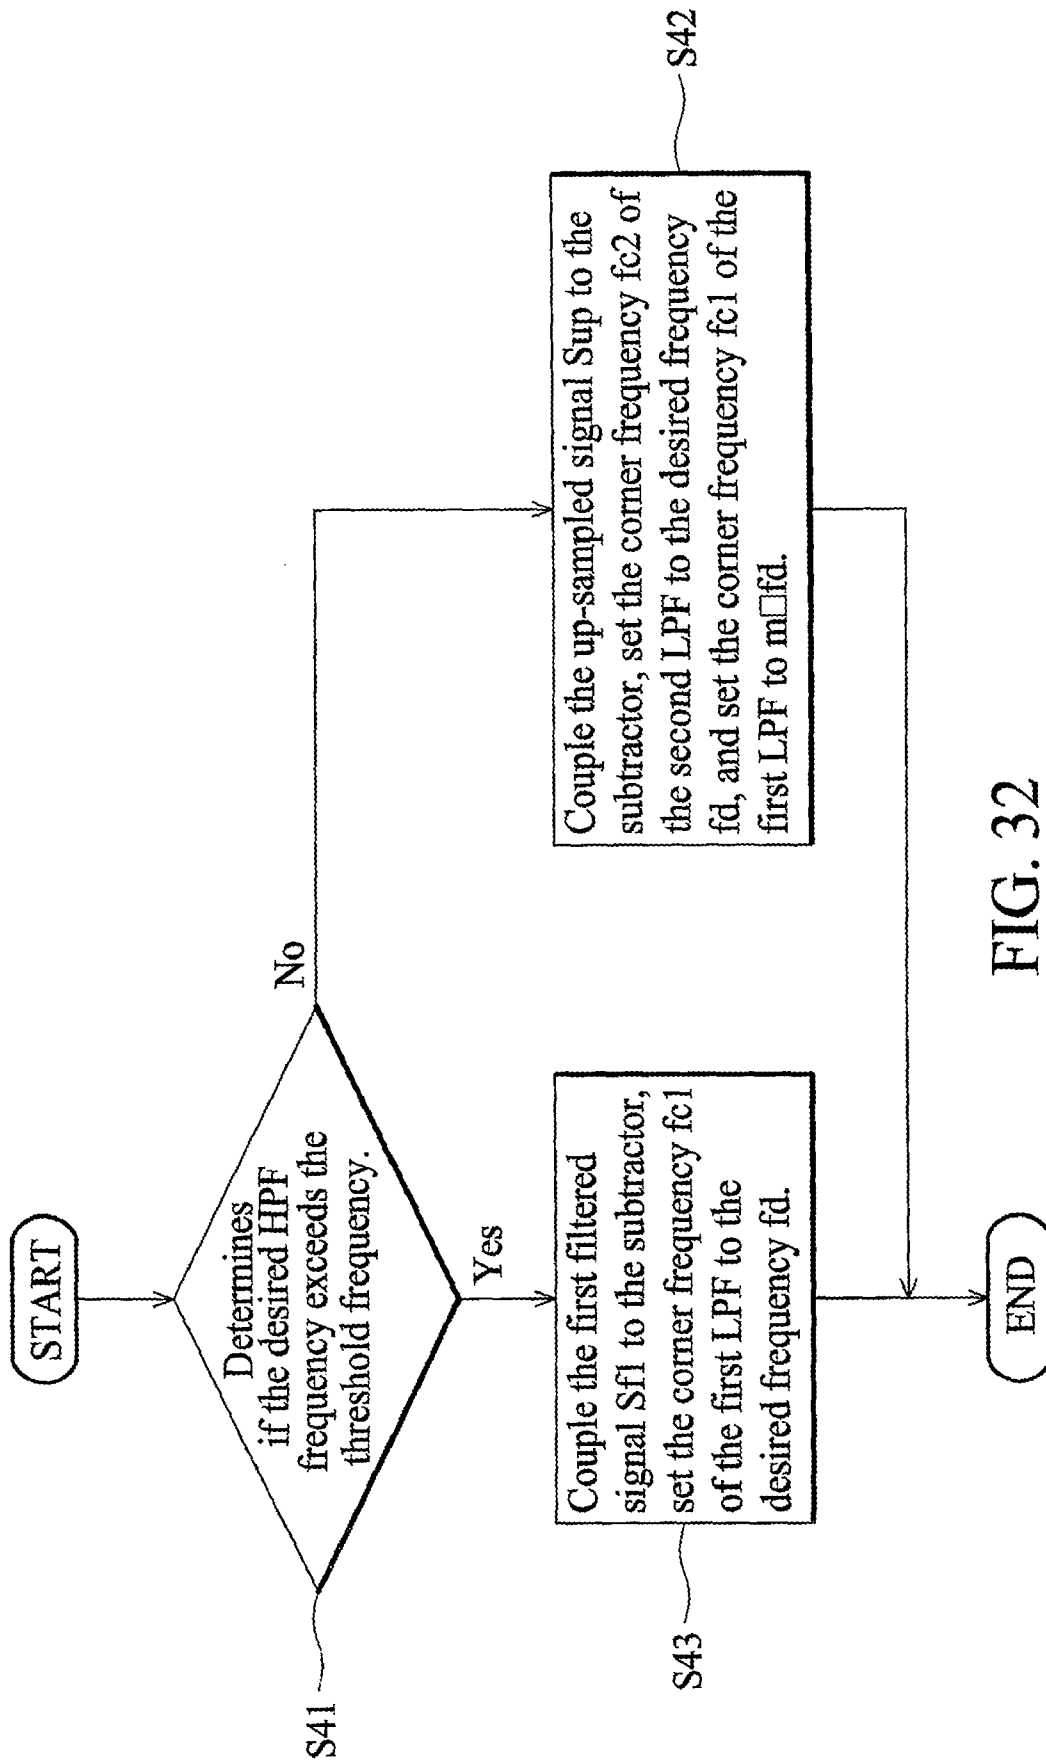 START
Determines
if the desired HPF
frequency exceeds the
threshold frequency.
S41
No
Yes
Couple the up-sampled signal Sup to the
subtractor, set the corner frequency fc2 of
the second LPF to the desired frequency
fd, and set the corner frequency fc1 of the
first LPF to m□fd.
S42
Couple the first filtered
signal Sf1 to the subtractor,
set the corner frequency fc1
of the first LPF to the
desired frequency fd.
S43
END
FIG. 32